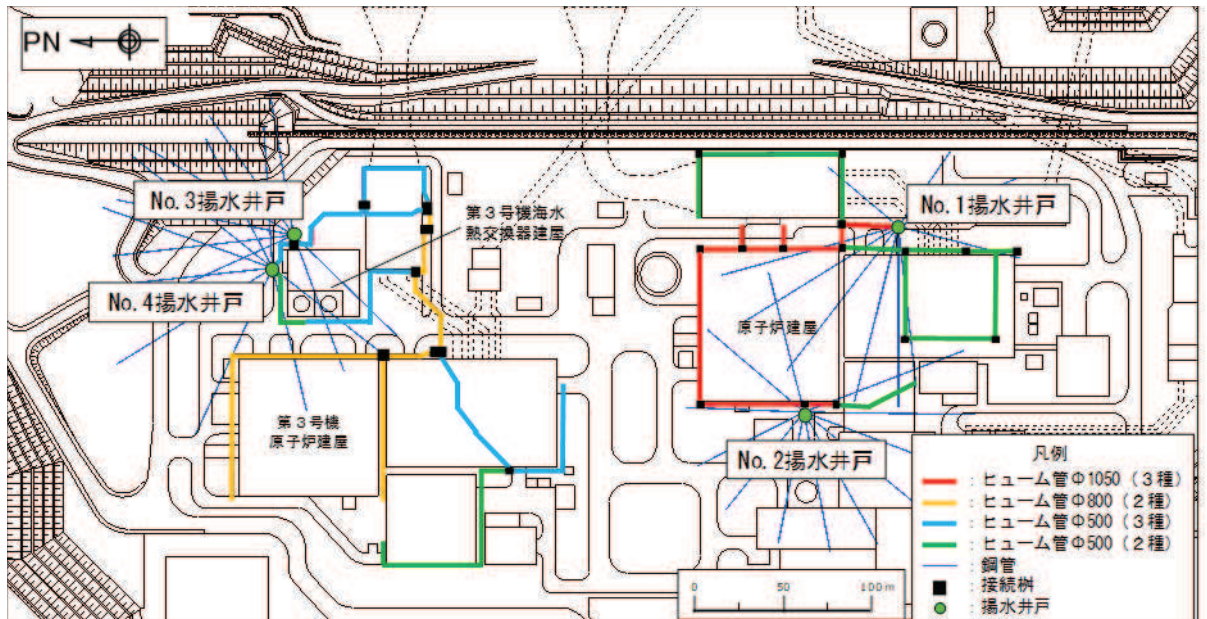 PN
No.3揚水井戸
第3号機海水
熱交換器建屋
No.1揚水井戸
No.4揚水井戸
原子炉建屋
第3号機
原子炉建屋
No.2揚水井戸
凡例
：ヒューム管Φ1050（3種）
：ヒューム管Φ800（2種）
：ヒューム管Φ500（3種）
：ヒューム管Φ500（2種）
：鋼管
：接続桝
：揚水井戸
0 50 100m